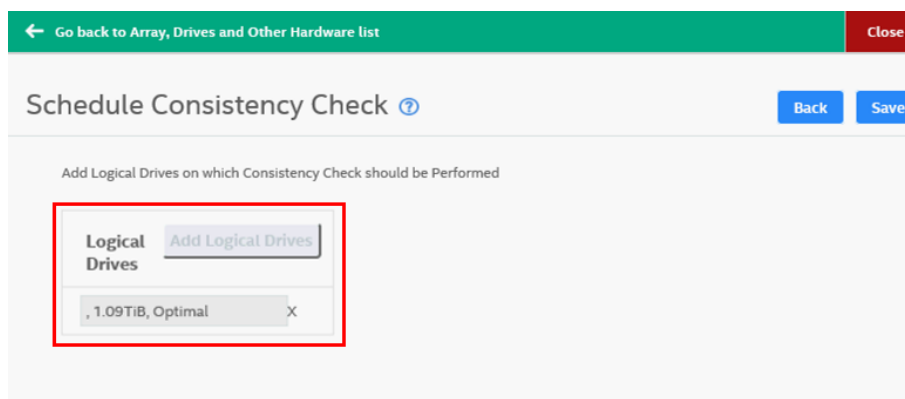 ← Go back to Array, Drives and Other Hardware list
Close
Schedule Consistency Check ?
Back
Save
Add Logical Drives on which Consistency Check should be Performed
Logical Drives
Add Logical Drives
, 1.09TiB, Optimal X